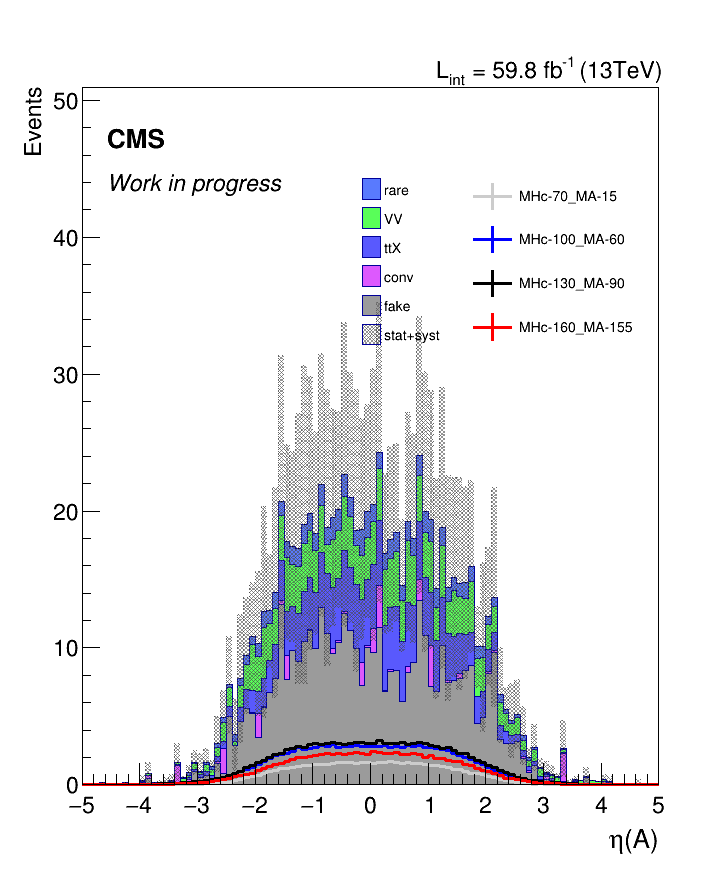 L_int = 59.8 fb^-1 (13TeV)
Events
50
40
30
20
10
0
CMS
Work in progress
rare
VV
ttX
conv
fake
stat+syst
MHc-70_MA-15
MHc-100_MA-60
MHc-130_MA-90
MHc-160_MA-155
−5 −4 −3 −2 −1 0 1 2 3 4 5
η(A)